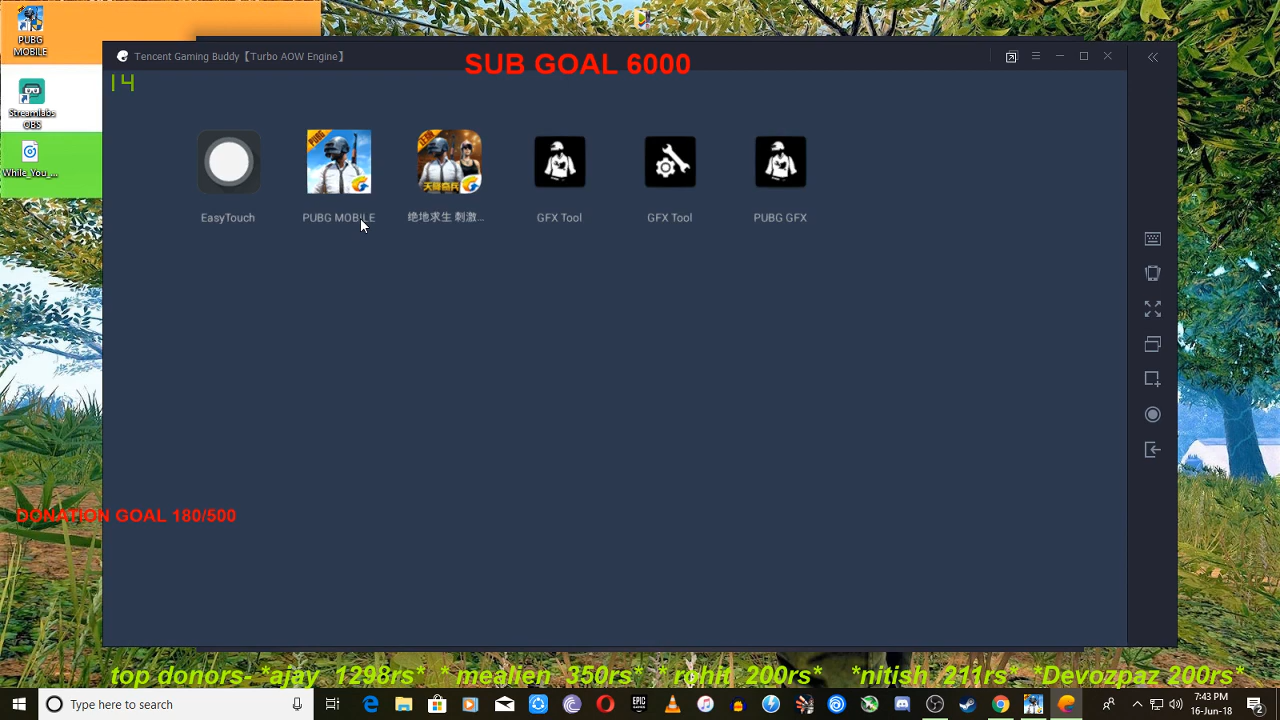 PUBG
MOBILE
Streamlabs
OBS
While_You_...
Tencent Gaming Buddy【Turbo AOW Engine】
SUB GOAL 6000
14
EasyTouch
PUBG MOBILE
绝地求生 刺激...
GFX Tool
GFX Tool
PUBG GFX
DONATION GOAL 180/500
top donors- *ajay 1298rs* * mealien 350rs* * rohit 200rs* *nitish 211rs* *Devozpaz 200rs*
Type here to search
7:43 PM
16-Jun-18